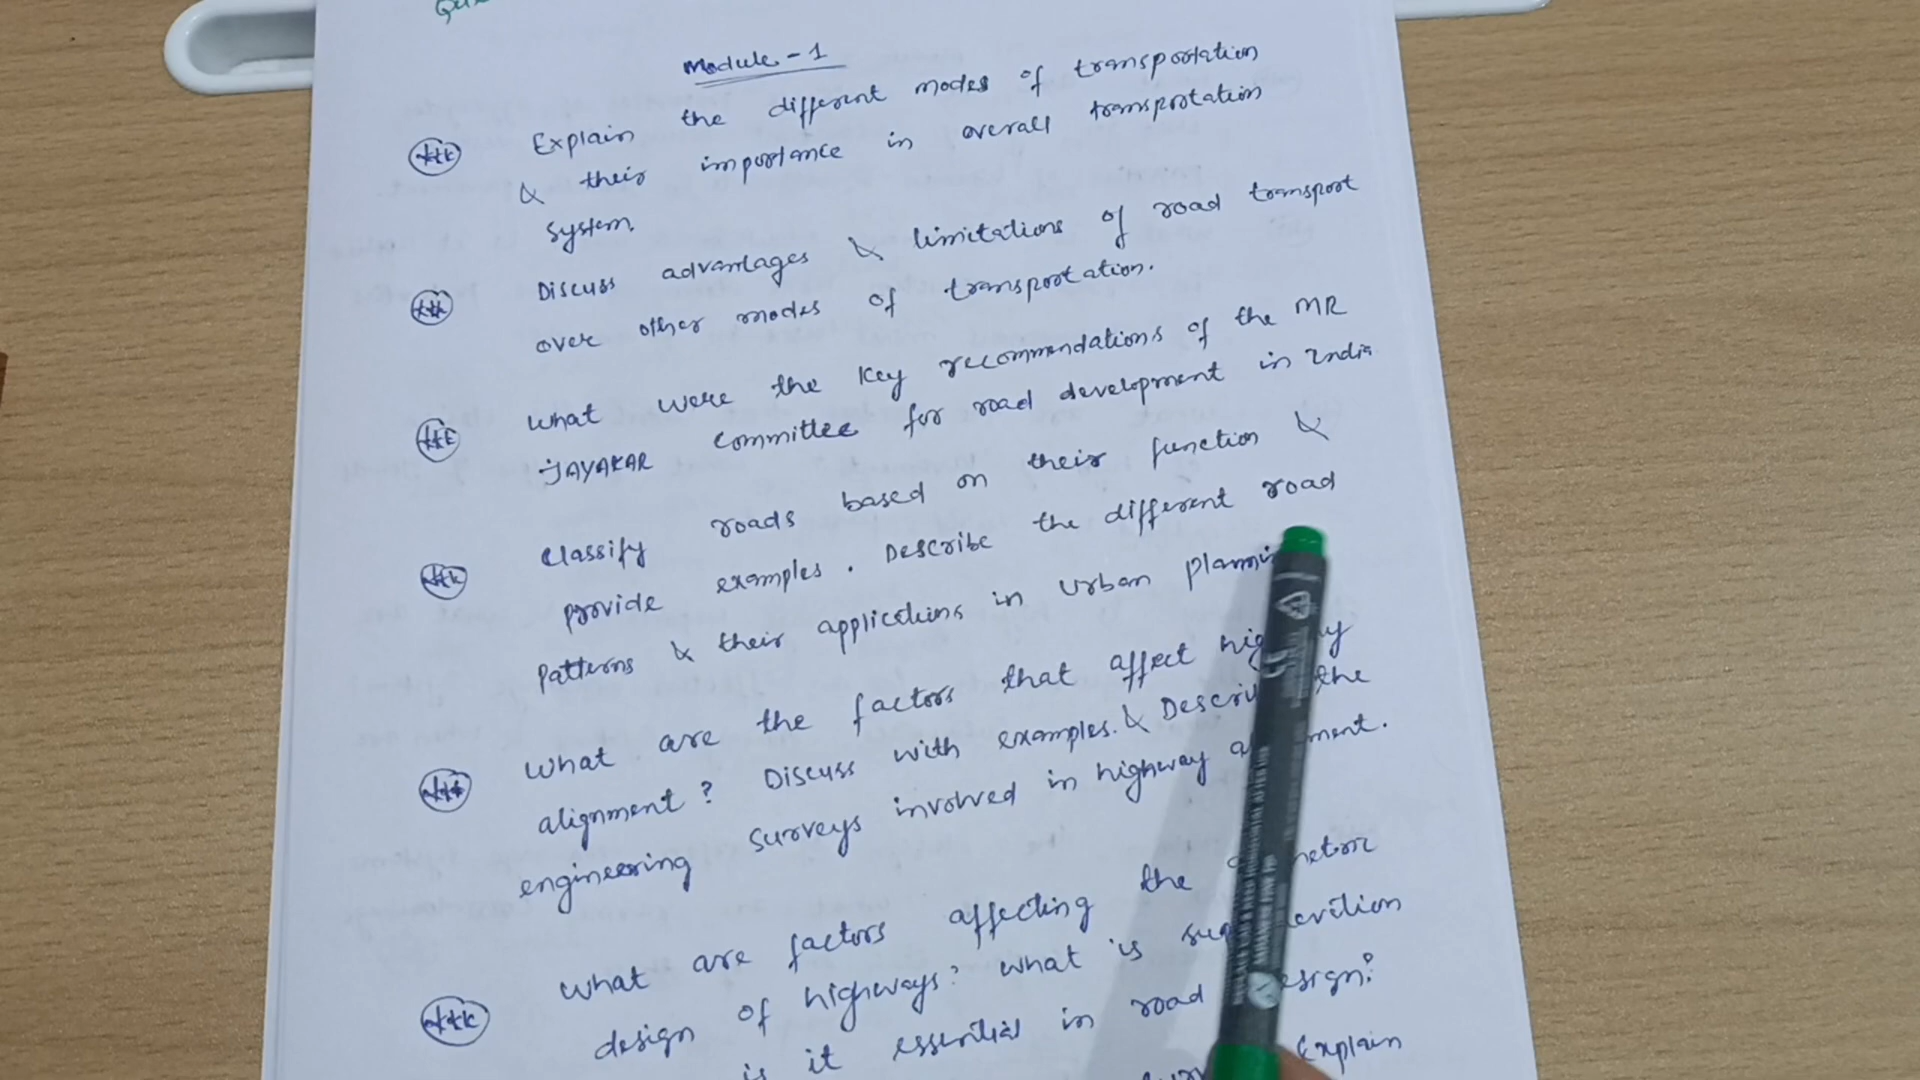 Module - 1
*** Explain the different modes of transportation
& their importance in overall transportation
system.
*** Discuss advantages & limitations of road transport
over other modes of transportation.
*** What were the key recommendations of the MR
JAYAKAR committee for road development in India
*** Classify roads based on their function &
provide examples. Describe the different road
patterns & their applications in urban
*** What are the factors that affect
alignment? Discuss with examples. & the
engineering surveys involved in highway
*** What are factors affecting the
design of highways? What is
is it essential in road
Explain